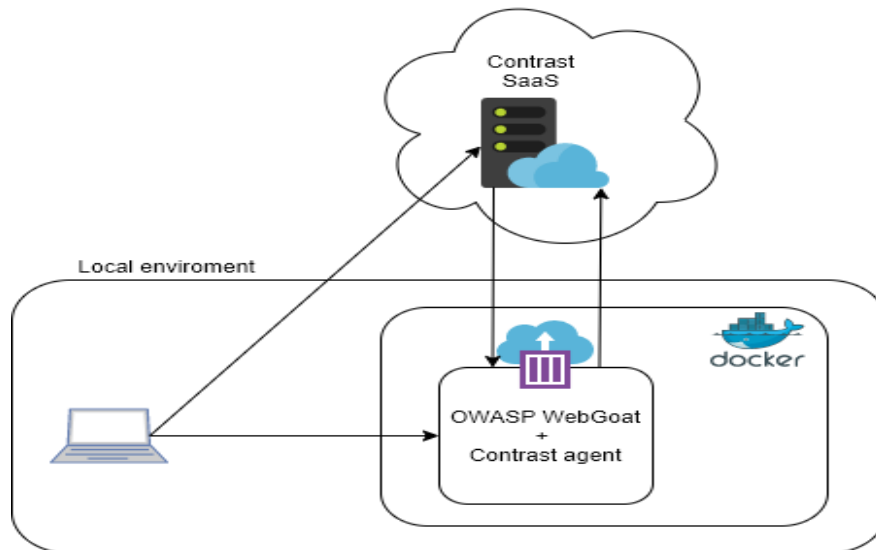 Contrast
SaaS
Local enviroment
docker
OWASP WebGoat
+
Contrast agent